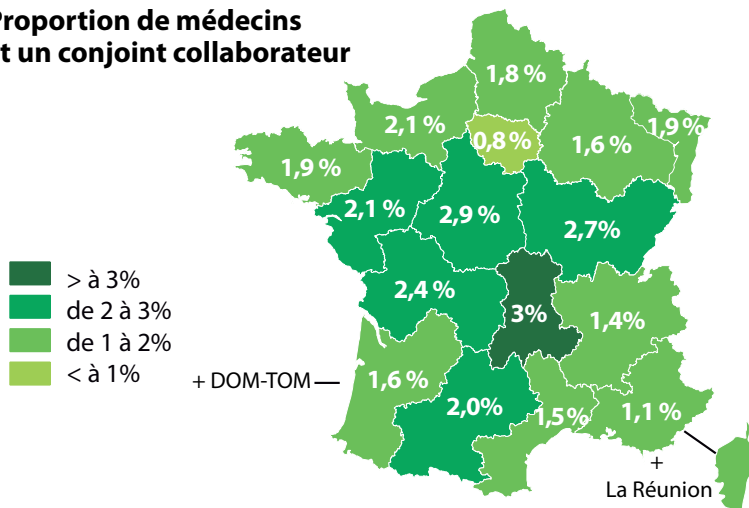 roportion de médecins
t un conjoint collaborateur
1,8 %
2,1 %
0,8 %
1,6 %
1,9 %
1,9 %
2,1 %
2,9 %
2,7%
> à 3%
de 2 à 3%
de 1 à 2%
< à 1%
2,4 %
3%
1,4%
+ DOM-TOM
1,6 %
2,0%
1,5%
1,1 %
+
La Réunion